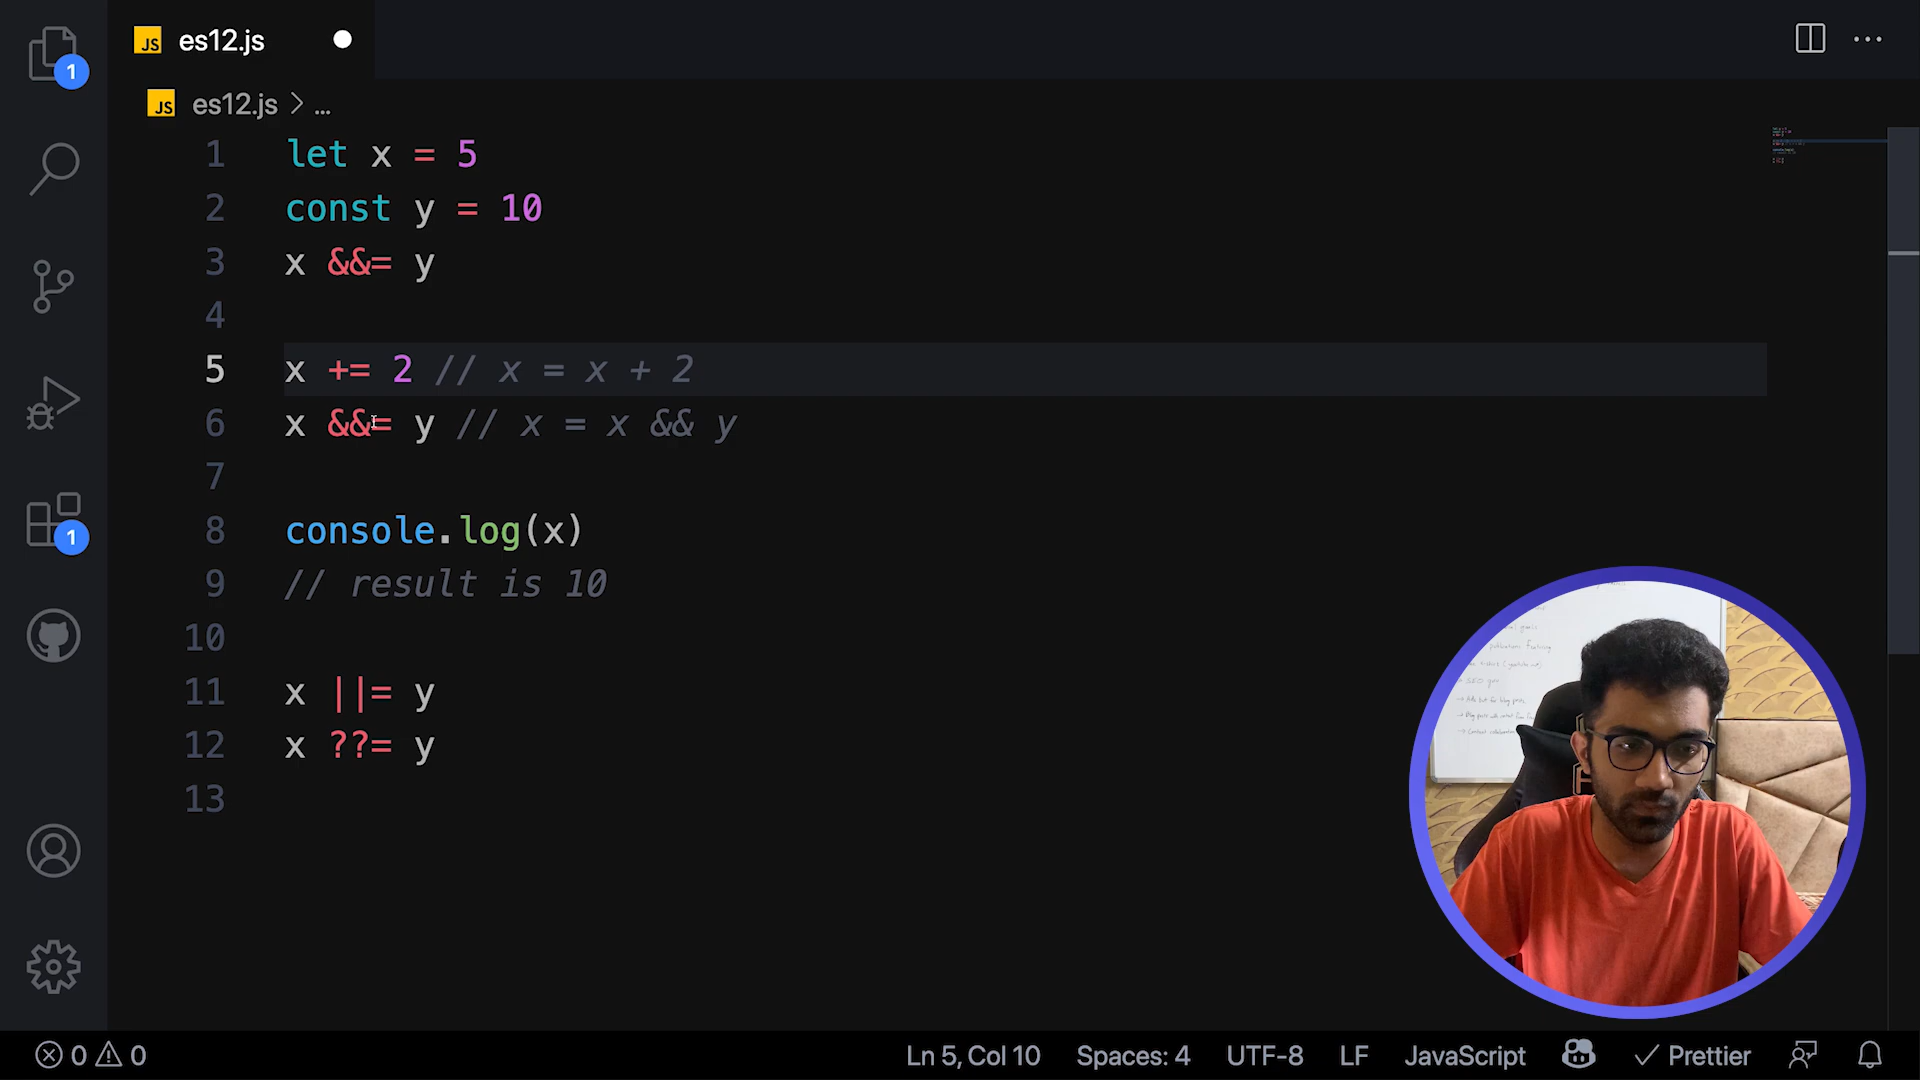 1
JS es12.js
JS es12.js > ...
1 let x = 5
2 const y = 10
3 x &&= y
4
5 x += 2 // x = x + 2
6 x &&= y // x = x && y
7
8 console.log(x)
9 // result is 10
10
11 x ||= y
12 x ??= y
13
1
0 0 Ln 5, Col 10 Spaces: 4 UTF-8 LF JavaScript Prettier